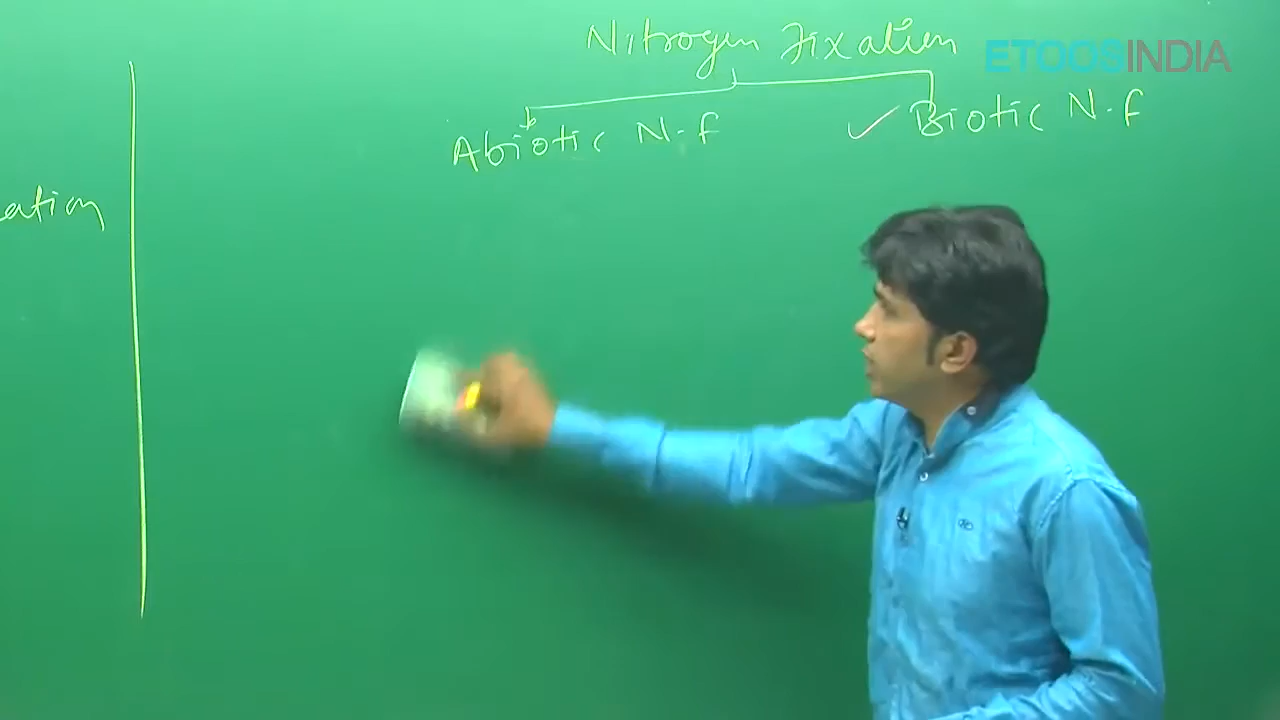 Nitrogen Fixation
ETOOSINDIA
Abiotic N.f
✓ Biotic N.f
ation